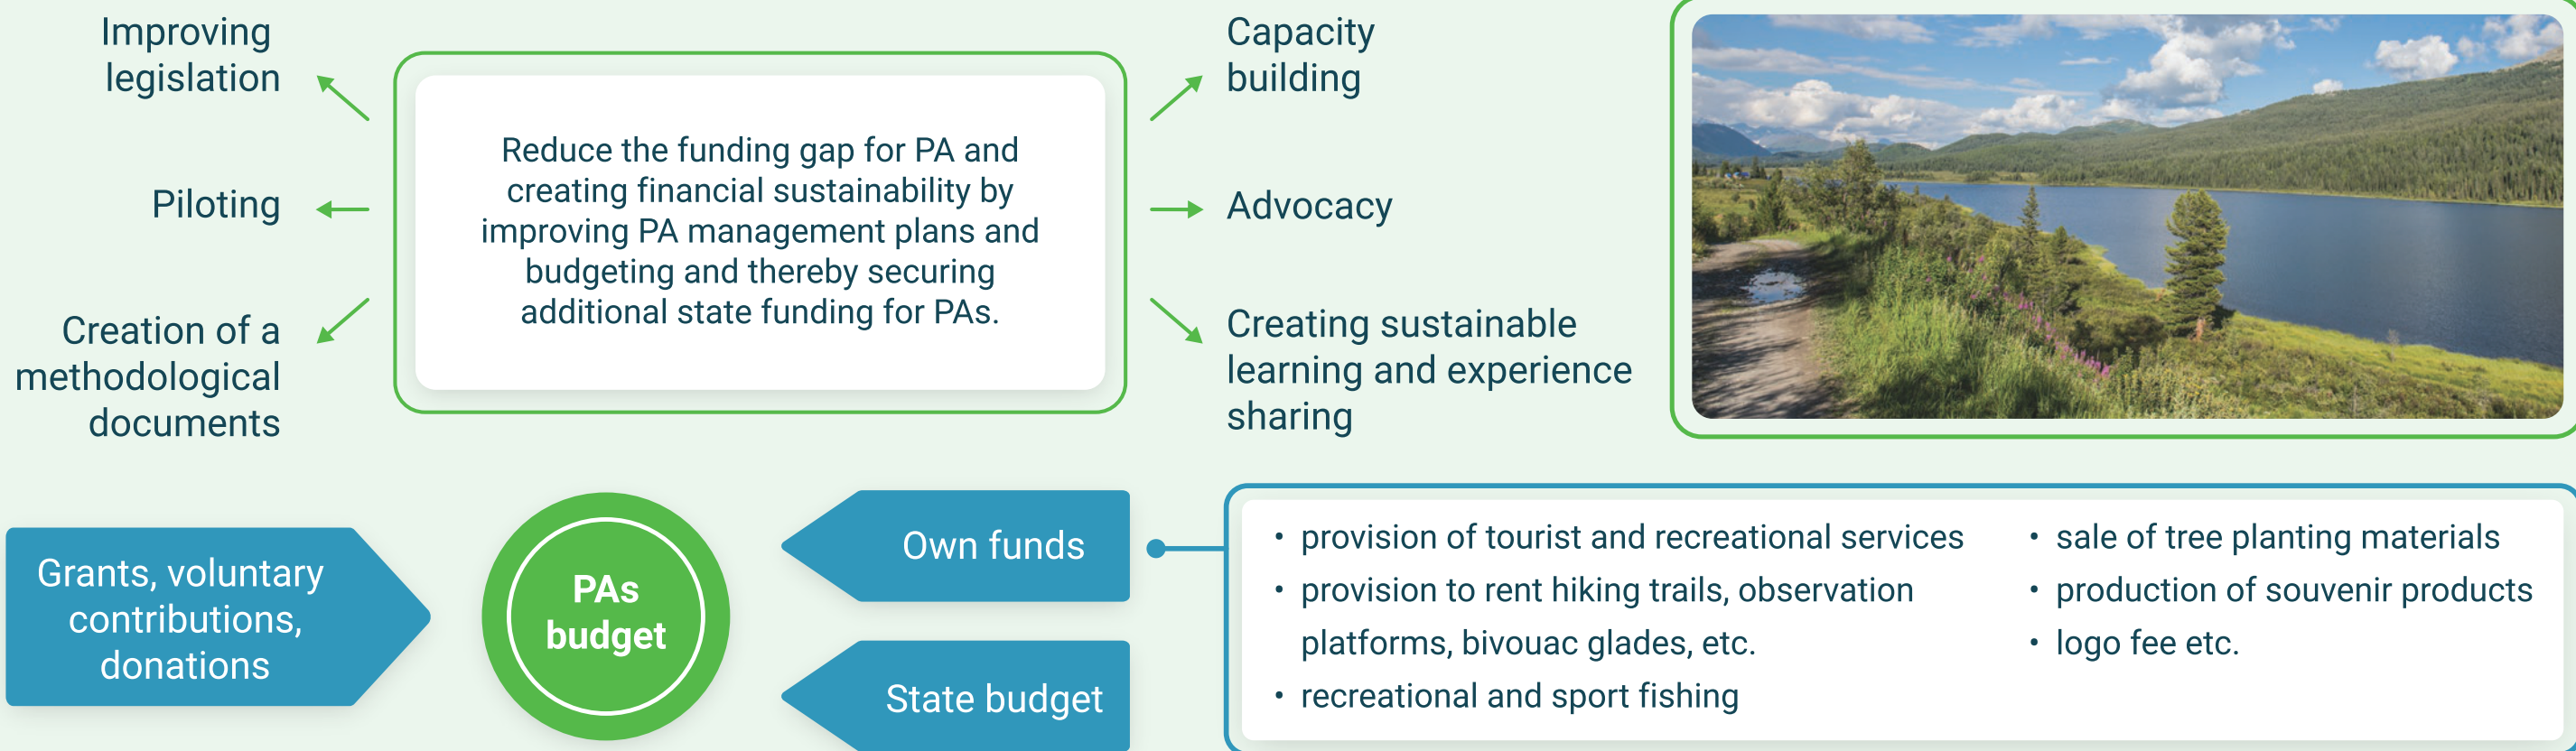 Improving
legislation
Piloting
Creation of a
methodological
documents
Reduce the funding gap for PA and
creating financial sustainability by
improving PA management plans and
budgeting and thereby securing
additional state funding for PAs.
Capacity
building
Advocacy
Creating sustainable
learning and experience
sharing
Grants, voluntary
contributions,
donations
PAs
budget
Own funds
State budget
• provision of tourist and recreational services
• provision to rent hiking trails, observation
platforms, bivouac glades, etc.
• recreational and sport fishing
• sale of tree planting materials
• production of souvenir products
• logo fee etc.